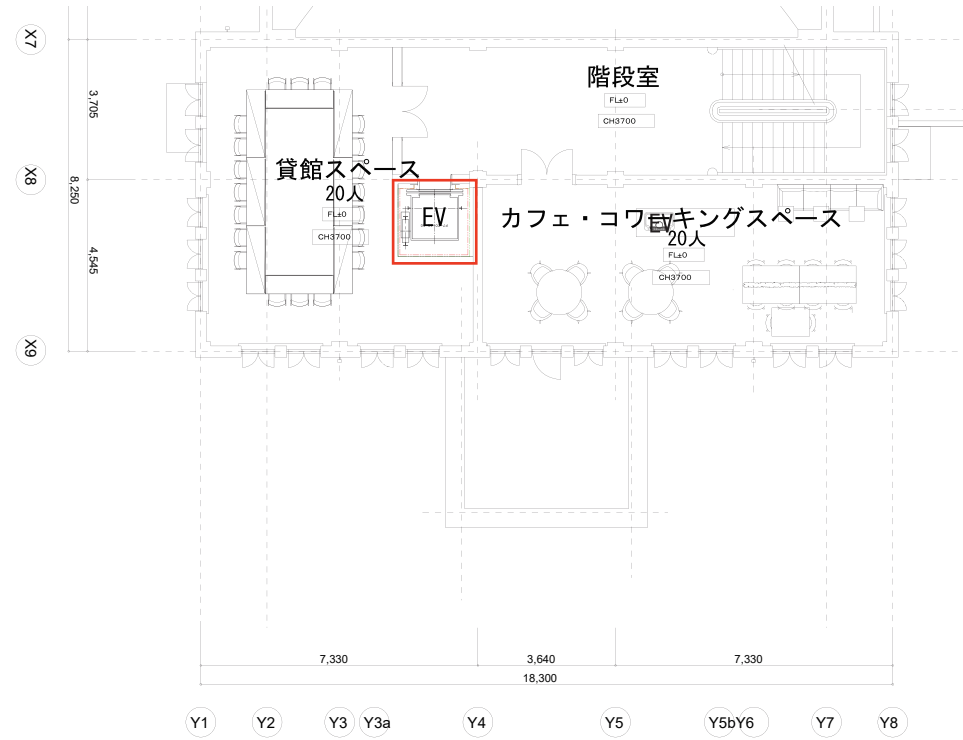 X7
階段室
FL±0
CH3700
3,705
X8
8,250
貸館スペース
20人
FL±0
CH3700
EV
カフェ・コワーキングスペース
EV
20人
FL±0
CH3700
4,545
X9
7,330
3,640
7,330
18,300
Y1
Y2
Y3
Y3a
Y4
Y5
Y5b
Y6
Y7
Y8